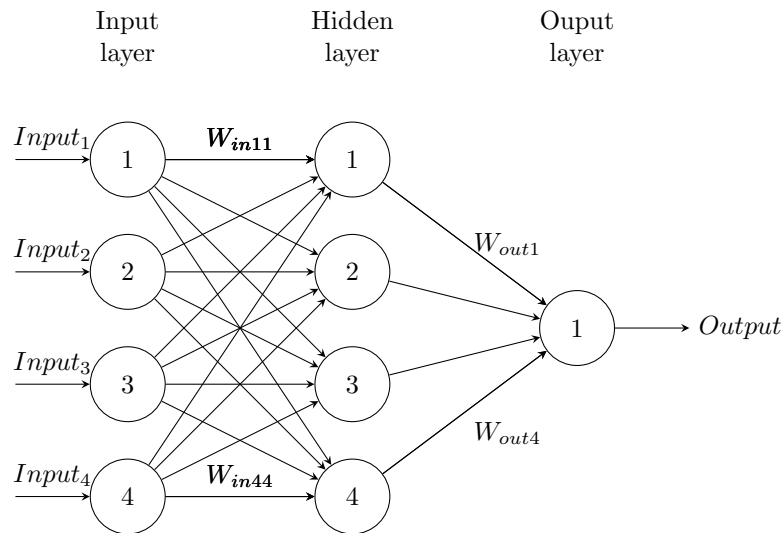 Input layer
Hidden layer
Ouput layer
Input₁
W_in11
1
1
Input₂
2
2
W_out1
1
Output
Input₃
3
3
W_out4
Input₄
W_in44
4
4